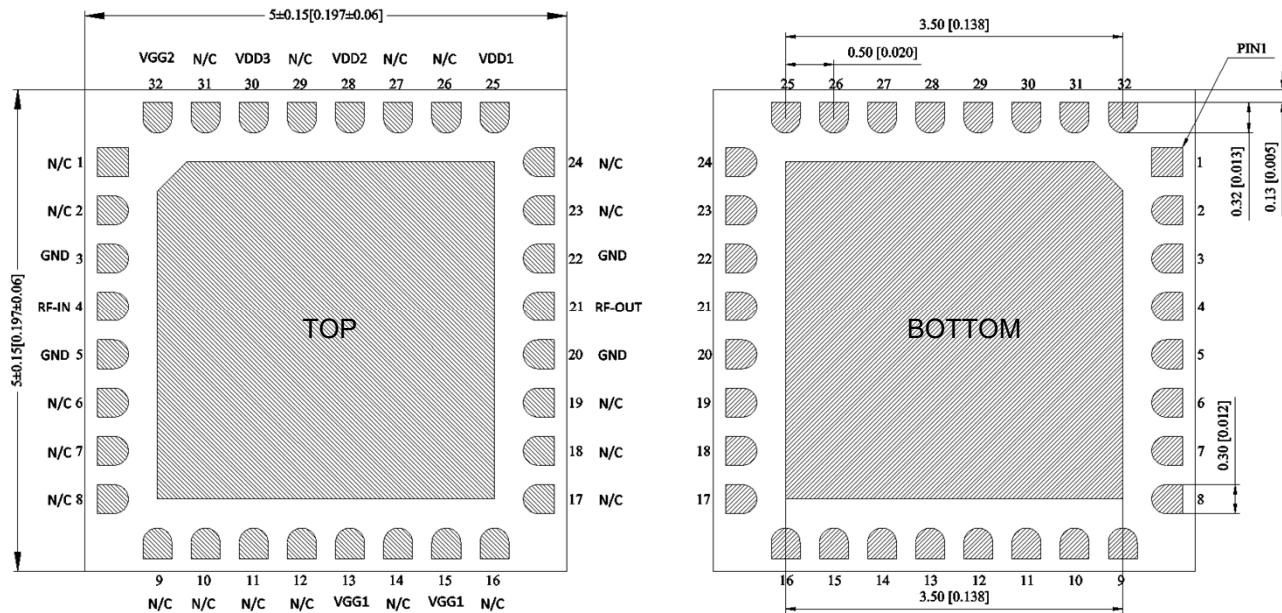 5±0.15[0.197±0.06]
VGG2 N/C VDD3 N/C VDD2 N/C N/C VDD1
32 31 30 29 28 27 26 25
N/C 1
N/C 2
GND 3
RF-IN 4
GND 5
N/C 6
N/C 7
N/C 8
5±0.15[0.197±0.06]
TOP
24 N/C
23 N/C
22 GND
21 RF-OUT
20 GND
19 N/C
18 N/C
17 N/C
9 10 11 12 13 14 15 16
N/C N/C N/C N/C VGG1 N/C VGG1 N/C
3.50 [0.138]
0.50 [0.020]
PIN1
25 26 27 28 29 30 31 32
24
23
22
21
20
19
18
17
BOTTOM
1
2
3
4
5
6
7
8
0.32 [0.013]
0.13 [0.005]
0.30 [0.012]
16 15 14 13 12 11 10 9
3.50 [0.138]